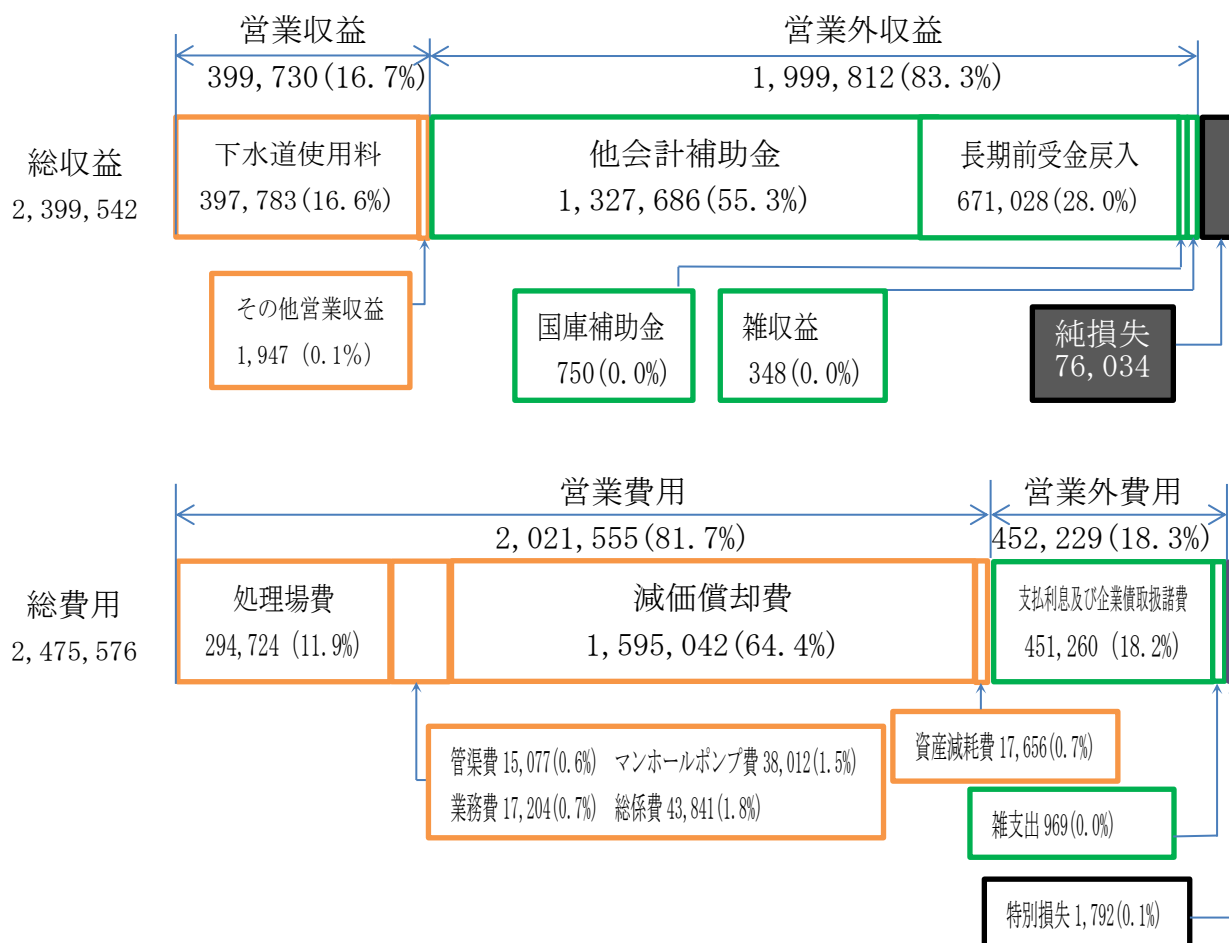 営業収益
399,730(16.7%)
営業外収益
1,999,812(83.3%)
総収益
2,399,542
下水道使用料
397,783(16.6%)
他会計補助金
1,327,686(55.3%)
長期前受金戻入
671,028(28.0%)
その他営業収益
1,947 (0.1%)
国庫補助金
750(0.0%)
雑収益
348(0.0%)
純損失
76,034
営業費用
2,021,555(81.7%)
営業外費用
452,229(18.3%)
総費用
2,475,576
処理場費
294,724 (11.9%)
減価償却費
1,595,042(64.4%)
支払利息及び企業債取扱諸費
451,260 (18.2%)
管渠費 15,077(0.6%) マンホールポンプ費 38,012(1.5%)
業務費 17,204(0.7%) 総係費 43,841(1.8%)
資産減耗費 17,656(0.7%)
雑支出 969(0.0%)
特別損失 1,792(0.1%)